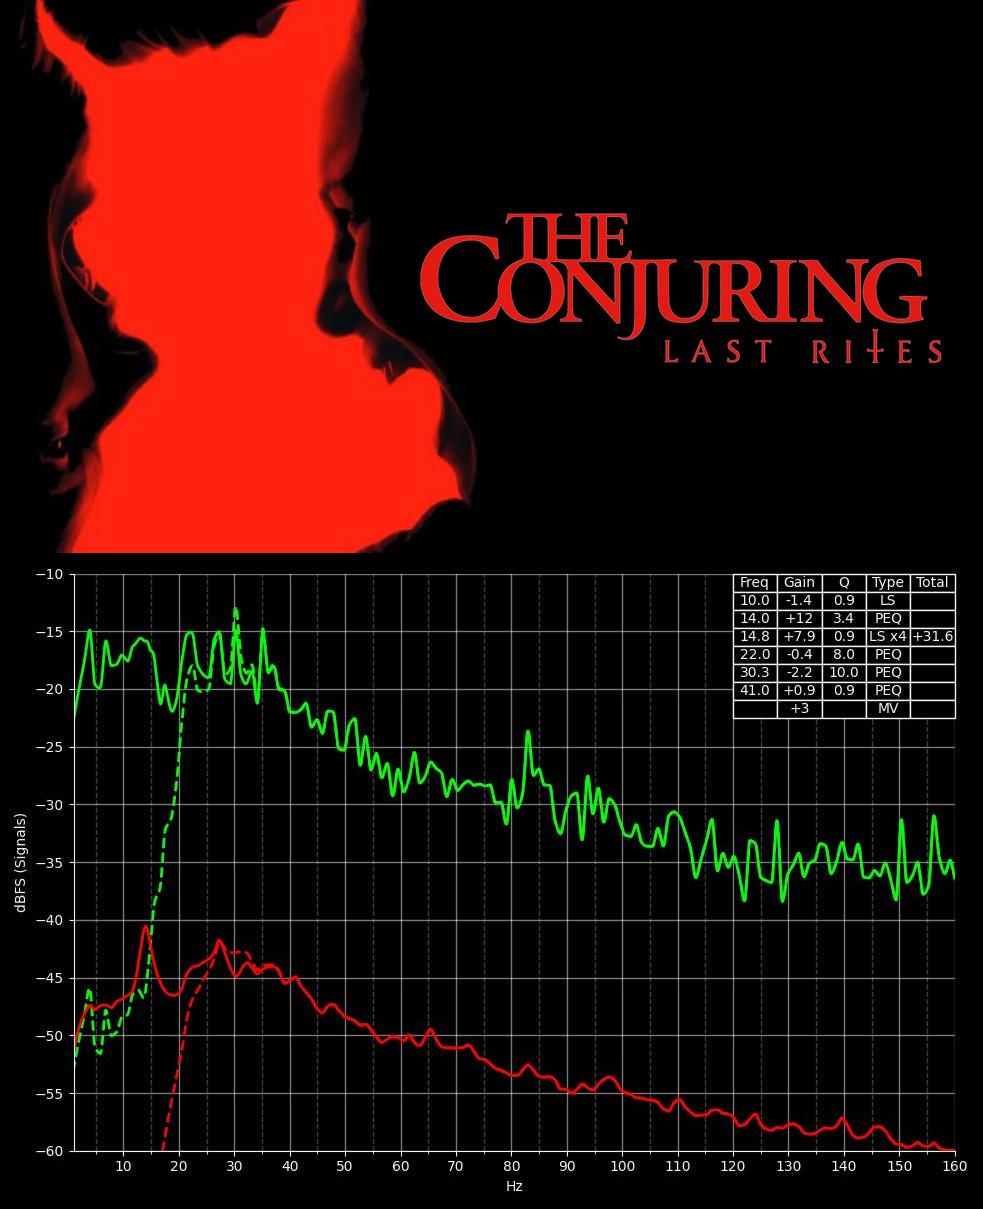 THE
CONJURING
LAST RITES
Freq Gain Q Type Total
10.0 -1.4 0.9 LS
14.0 +12 3.4 PEQ
14.8 +7.9 0.9 LS x4 +31.6
22.0 -0.4 8.0 PEQ
30.3 -2.2 10.0 PEQ
41.0 +0.9 0.9 PEQ
+3 MV
−10
−15
−20
−25
−30
−35
−40
−45
−50
−55
−60
dBFS (Signals)
10 20 30 40 50 60 70 80 90 100 110 120 130 140 150 160
Hz